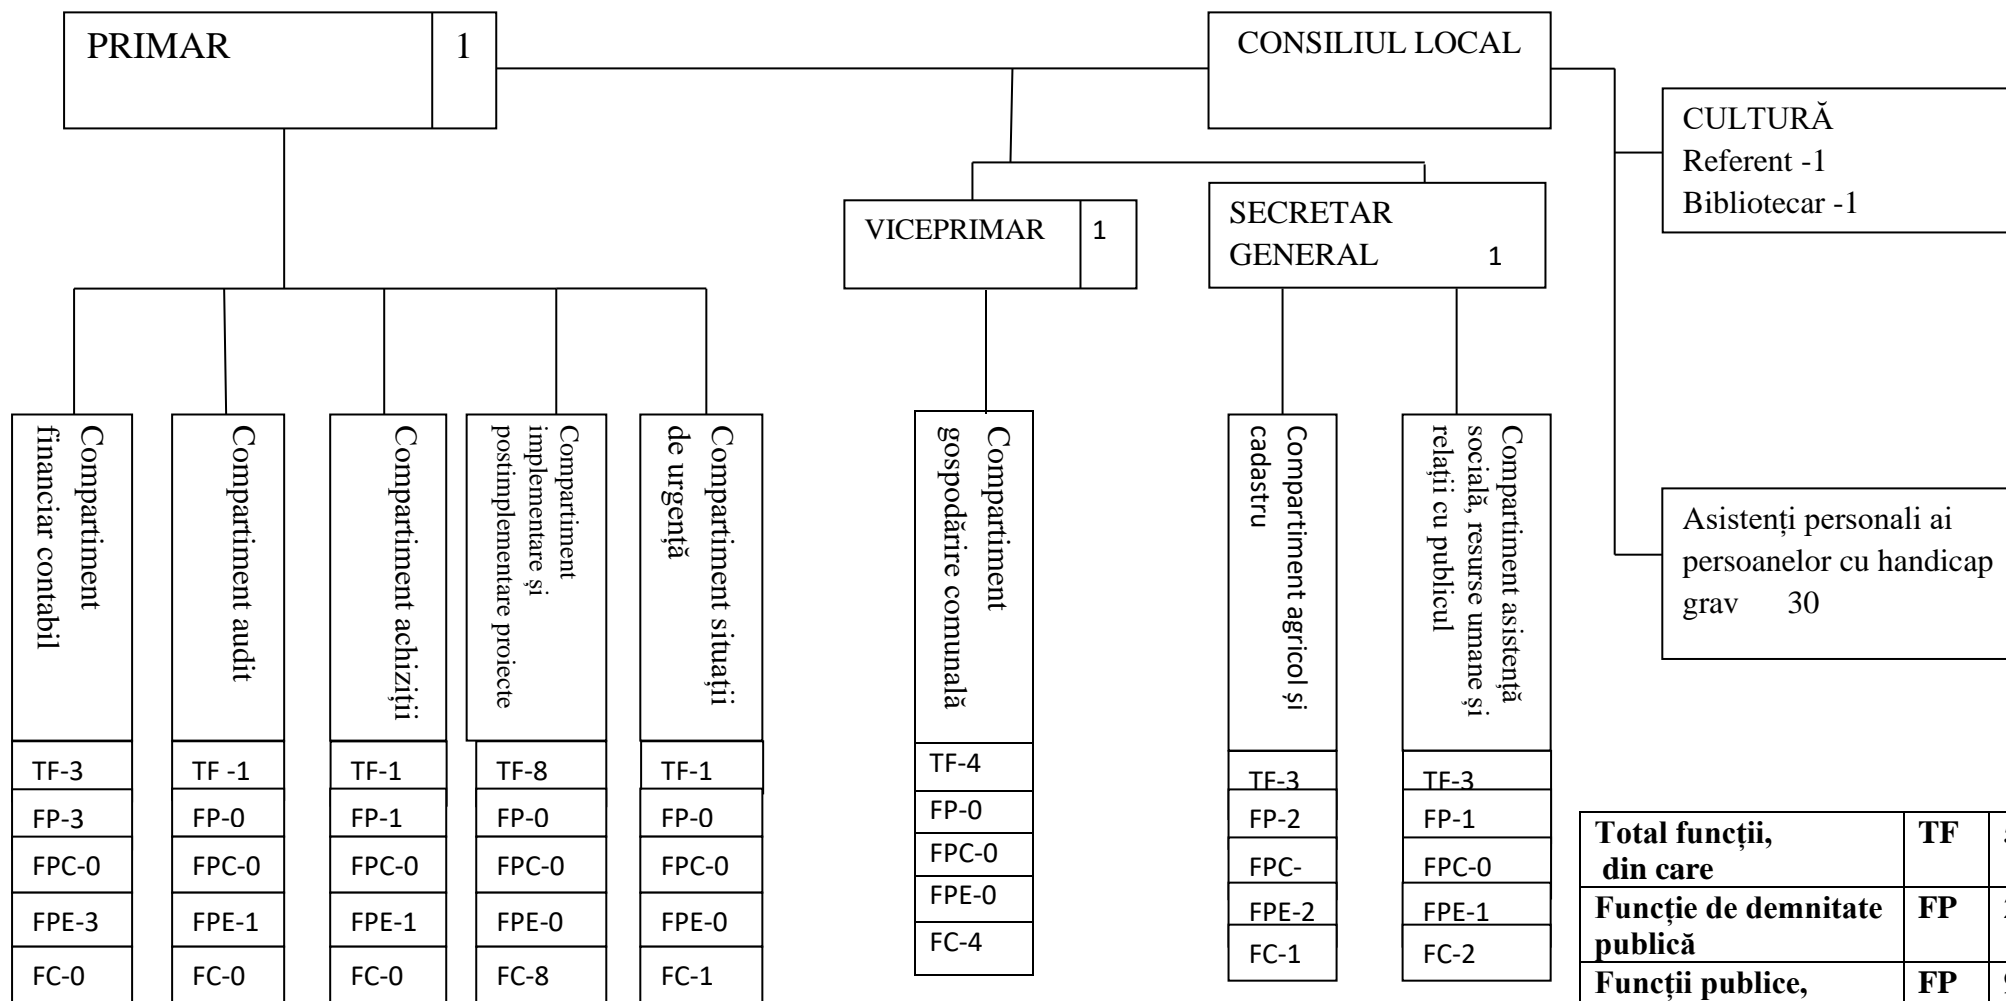 PRIMAR 1
CONSILIUL LOCAL
CULTURĂ
Referent -1
Bibliotecar -1
VICEPRIMAR 1
SECRETAR
GENERAL 1
Compartiment
financiar contabil
Compartiment audit
Compartiment achiziții
Compartiment
implementare și
postimplementare proiecte
Compartiment situații
de urgență
Compartiment
gospodărire comunală
Compartiment agricol și
cadastru
Compartiment asistență
socială, resurse umane și
relații cu publicul
Asistenți personali ai
persoanelor cu handicap
grav 30
TF-3
FP-3
FPC-0
FPE-3
FC-0
TF -1
FP-0
FPC-0
FPE-1
FC-0
TF-1
FP-1
FPC-0
FPE-1
FC-0
TF-8
FP-0
FPC-0
FPE-0
FC-8
TF-1
FP-0
FPC-0
FPE-0
FC-1
TF-4
FP-0
FPC-0
FPE-0
FC-4
TF-3
FP-2
FPC-
FPE-2
FC-1
TF-3
FP-1
FPC-0
FPE-1
FC-2
Total funcții, TF
din care
Funcție de demnitate FP
publică
Funcții publice, FP